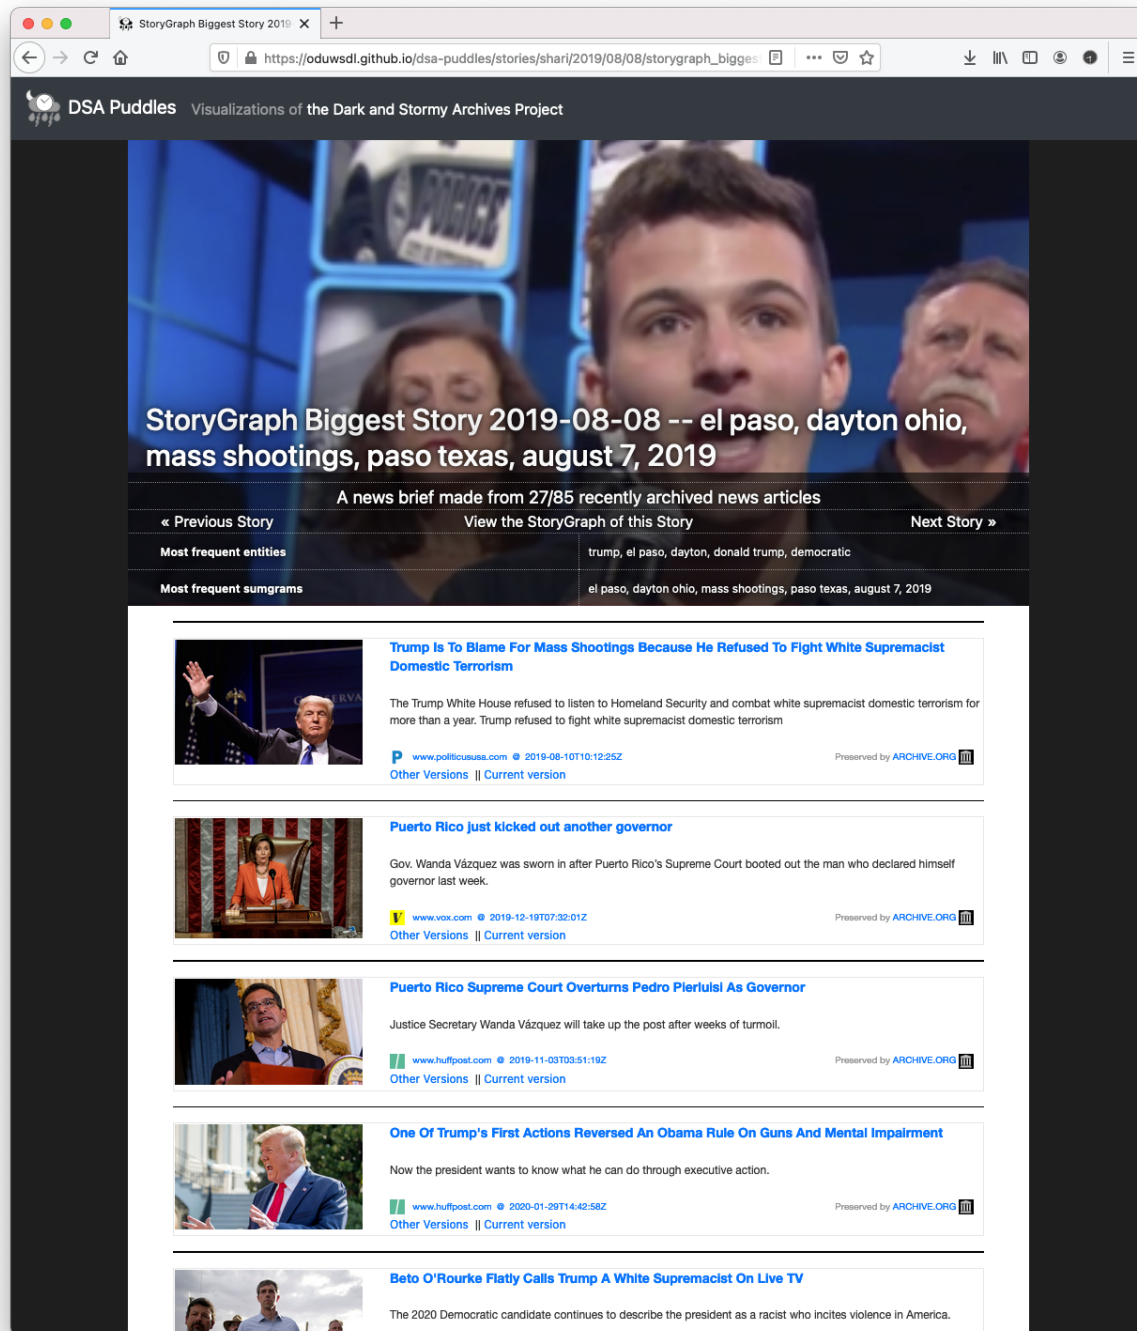 StoryGraph Biggest Story 2019
https://oduwsdl.github.io/dsa-puddles/stories/shari/2019/08/08/storygraph_bigges
DSA Puddles Visualizations of the Dark and Stormy Archives Project
POLICE
StoryGraph Biggest Story 2019-08-08 -- el paso, dayton ohio,
mass shootings, paso texas, august 7, 2019
A news brief made from 27/85 recently archived news articles
« Previous Story View the StoryGraph of this Story Next Story »
Most frequent entities trump, el paso, dayton, donald trump, democratic
Most frequent sumgrams el paso, dayton ohio, mass shootings, paso texas, august 7, 2019
Trump Is To Blame For Mass Shootings Because He Refused To Fight White Supremacist
Domestic Terrorism
The Trump White House refused to listen to Homeland Security and combat white supremacist domestic terrorism for
more than a year. Trump refused to fight white supremacist domestic terrorism
P www.politicususa.com @ 2019-08-10T10:12:25Z Preserved by ARCHIVE.ORG
Other Versions || Current version
Puerto Rico just kicked out another governor
Gov. Wanda Vázquez was sworn in after Puerto Rico's Supreme Court booted out the man who declared himself
governor last week.
V www.vox.com @ 2019-12-19T07:32:01Z Preserved by ARCHIVE.ORG
Other Versions || Current version
Puerto Rico Supreme Court Overturns Pedro Pierluisi As Governor
Justice Secretary Wanda Vázquez will take up the post after weeks of turmoil.
www.huffpost.com @ 2019-11-03T03:51:19Z Preserved by ARCHIVE.ORG
Other Versions || Current version
One Of Trump's First Actions Reversed An Obama Rule On Guns And Mental Impairment
Now the president wants to know what he can do through executive action.
www.huffpost.com @ 2020-01-29T14:42:58Z Preserved by ARCHIVE.ORG
Other Versions || Current version
Beto O'Rourke Flatly Calls Trump A White Supremacist On Live TV
The 2020 Democratic candidate continues to describe the president as a racist who incites violence in America.